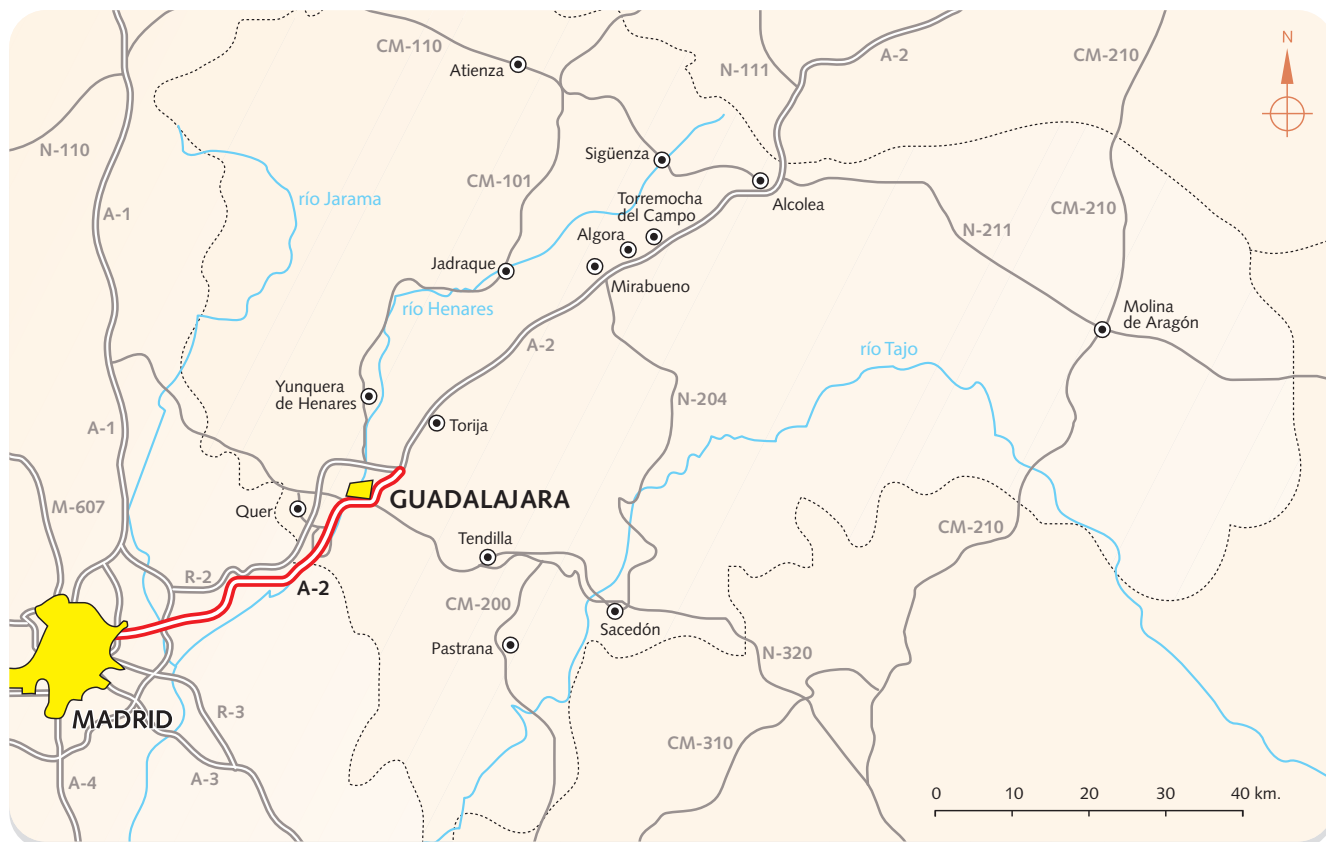 N
CM-110
CM-210
A-2
Atienza
N-111
N-110
Sigüenza
CM-101
río Jarama
Torremocha
del Campo
Alcolea
A-1
CM-210
Algora
N-211
Jadraque
Mirabueno
río Henares
Molina
de Aragón
A-2
río Tajo
Yunquera
de Henares
N-204
A-1
Torija
GUADALAJARA
M-607
Quer
CM-210
Tendilla
R-2
A-2
CM-200
Sacedón
Pastrana
N-320
R-3
MADRID
CM-310
A-4
A-3
0 10 20 30 40 km.